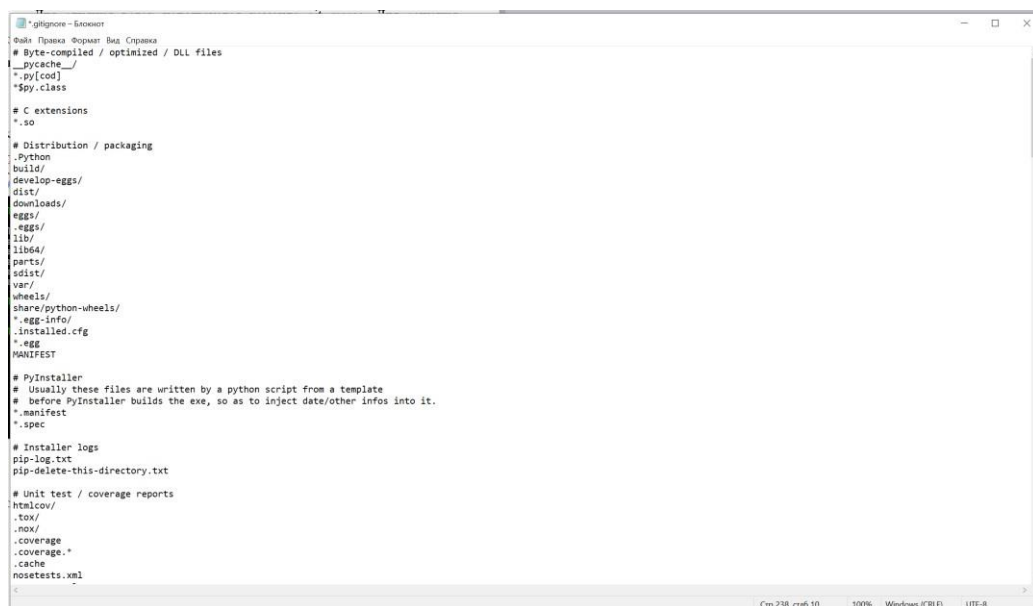 *.gitignore – Блокнот
Файл Правка Формат Вид Справка
# Byte-compiled / optimized / DLL files
__pycache__/
*.py[cod]
*$py.class
# C extensions
*.so
# Distribution / packaging
.Python
build/
develop-eggs/
dist/
downloads/
eggs/
.eggs/
lib/
lib64/
parts/
sdist/
var/
wheels/
share/python-wheels/
*.egg-info/
.installed.cfg
*.egg
MANIFEST
# PyInstaller
#  Usually these files are written by a python script from a template
#  before PyInstaller builds the exe, so as to inject date/other infos into it.
*.manifest
*.spec
# Installer logs
pip-log.txt
pip-delete-this-directory.txt
# Unit test / coverage reports
htmlcov/
.tox/
.nox/
.coverage
.coverage.*
.cache
nosetests.xml
Стр 238, стлб 10 100% Windows (CRLF) UTF-8